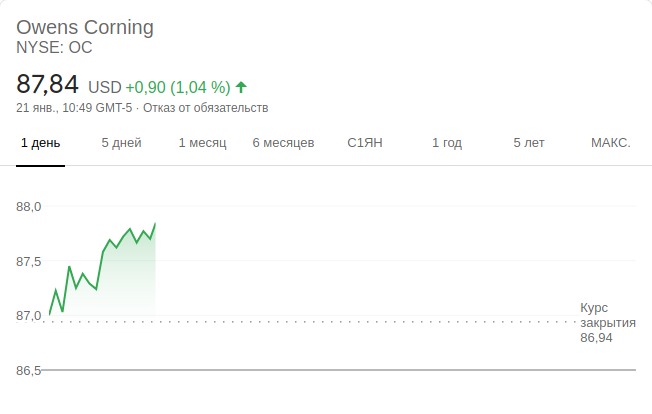 Owens Corning
NYSE: OC
87,84 USD +0,90 (1,04 %)
21 янв., 10:49 GMT-5 · Отказ от обязательств
1 день 5 дней 1 месяц 6 месяцев С1ЯН 1 год 5 лет МАКС.
88,0
87,5
87,0
86,5
Курс
закрытия
86,94